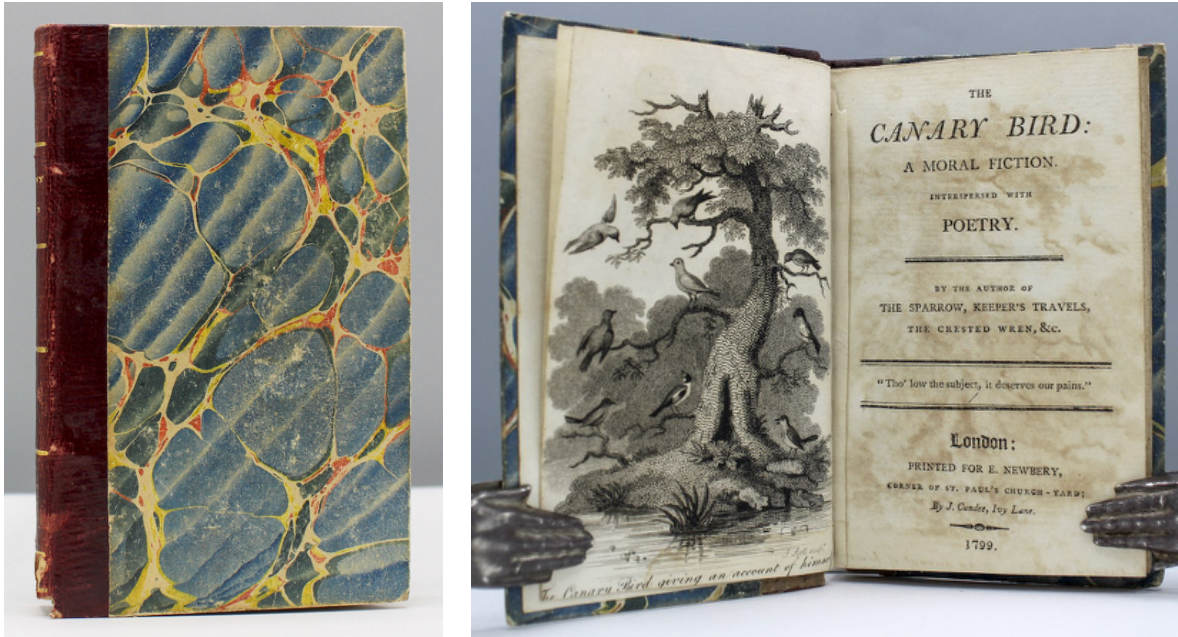 The Canary Bird giving an account of himself
THE
CANARY BIRD:
A MORAL FICTION.
INTERSPERSED WITH
POETRY.
BY THE AUTHOR OF
THE SPARROW, KEEPER'S TRAVELS,
THE CRESTED WREN, &c.
"Tho' low the subject, it deserves our pains."
London:
PRINTED FOR E. NEWBERY,
CORNER OF ST. PAUL'S CHURCH-YARD;
By J. Cundee, Ivy Lane.
1799.